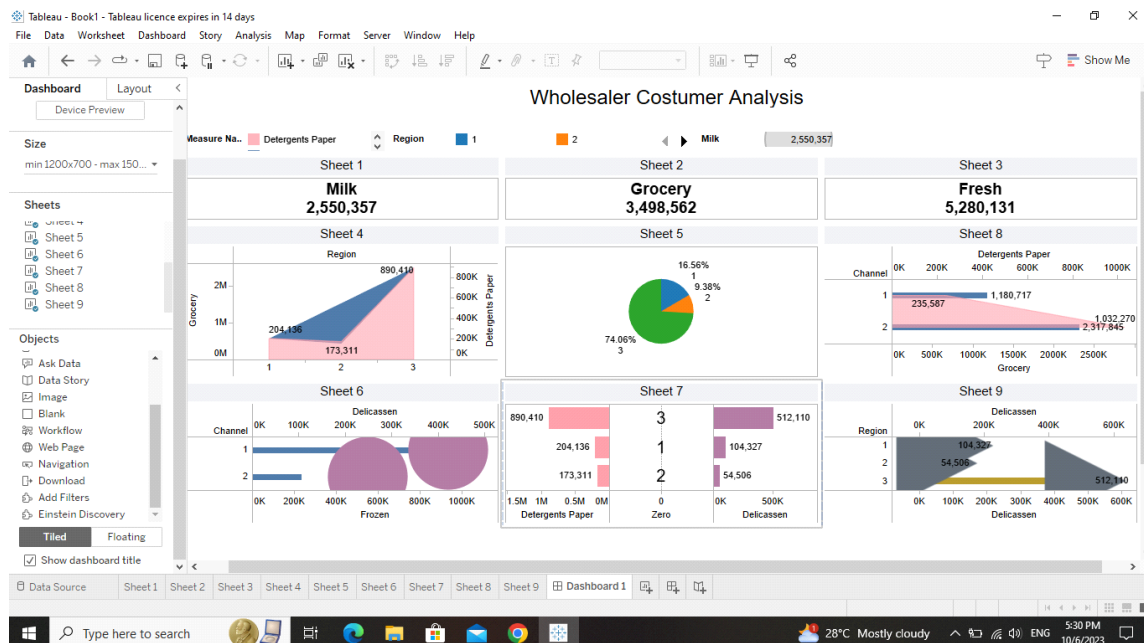 Tableau - Book1 - Tableau licence expires in 14 days
File Data Worksheet Dashboard Story Analysis Map Format Server Window Help
Show Me
Dashboard Layout
Device Preview
Size
min 1200x700 - max 150...
Sheets
Sheet 4
Sheet 5
Sheet 6
Sheet 7
Sheet 8
Sheet 9
Objects
Ask Data
Data Story
Image
Blank
Workflow
Web Page
Navigation
Download
Add Filters
Einstein Discovery
Tiled Floating
Show dashboard title
Wholesaler Costumer Analysis
Measure Na.. Detergents Paper Region 1 2 Milk 2,550,357
Sheet 1 Sheet 2 Sheet 3
Milk Grocery Fresh
2,550,357 3,498,562 5,280,131
Sheet 4
Region
Grocery
2M
1M
0M
890,410
204,136
173,311
800K
600K
400K
200K
0K
Detergents Paper
1 2 3
Sheet 5
16.56%
1
9.38%
2
74.06%
3
Sheet 8
Detergents Paper
Channel 0K 200K 400K 600K 800K 1000K
1 1,180,717
235,587
1,032,270
2 2,317,845
0K 500K 1000K 1500K 2000K 2500K
Grocery
Sheet 6
Delicassen
Channel 0K 100K 200K 300K 400K 500K
1
2
0K 200K 400K 600K 800K 1000K
Frozen
Sheet 7
890,410 3 512,110
204,136 1 104,327
173,311 2 54,506
1.5M 1M 0.5M 0M 0 0K 500K
Detergents Paper Zero Delicassen
Sheet 9
Delicassen
Region 0K 200K 400K 600K
1 104,327
2 54,506
3 512,110
0K 100K 200K 300K 400K 500K 600K
Delicassen
Data Source Sheet 1 Sheet 2 Sheet 3 Sheet 4 Sheet 5 Sheet 6 Sheet 7 Sheet 8 Sheet 9 Dashboard 1
Type here to search
1
28°C Mostly cloudy
ENG
5:30 PM
10/6/2023